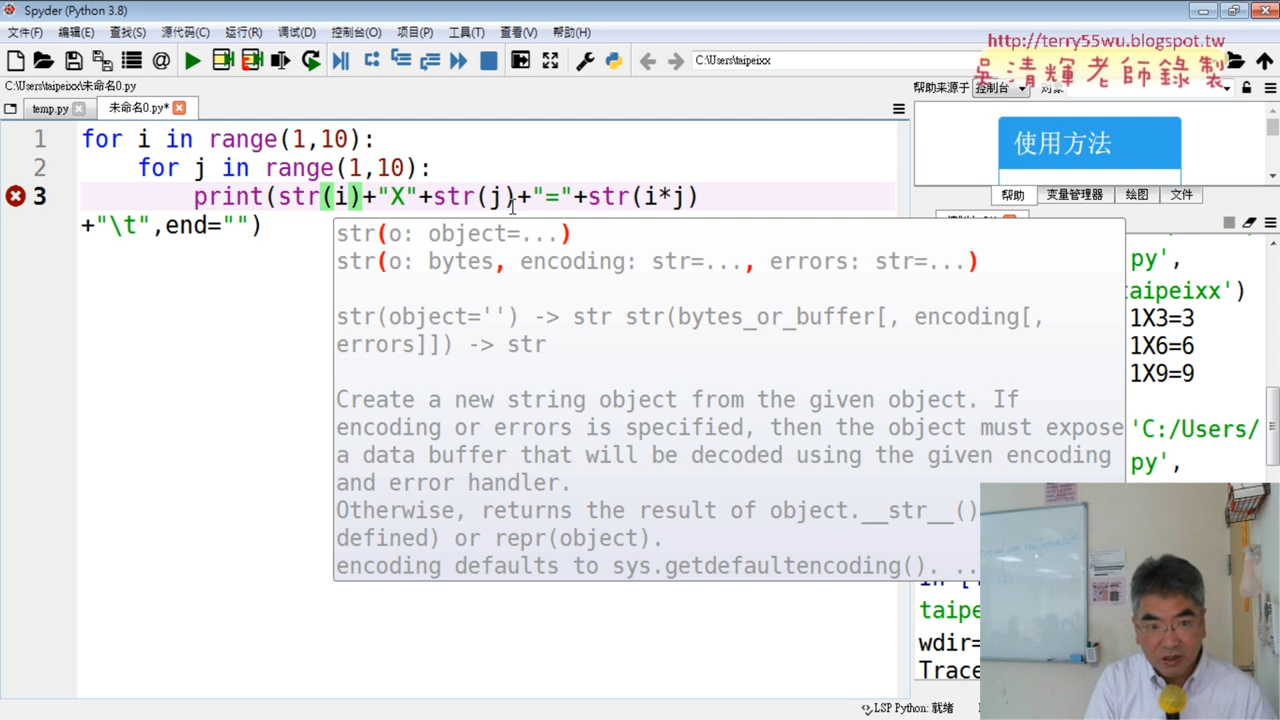 Spyder (Python 3.8)
文件(F) 编辑(E) 查找(S) 源代码(C) 运行(R) 调试(D) 控制台(O) 项目(P) 工具(T) 查看(V) 帮助(H)
http://terry55wu.blogspot.tw
吳清輝老師錄製
C:\Users\taipeixx
C:\Users\taipeixx\未命名0.py
帮助来源于 控制台 对象
temp.py 未命名0.py*
1 for i in range(1,10):
2 for j in range(1,10):
3 print(str(i)+"X"+str(j)+"="+str(i*j)
+"\t",end="")
使用方法
帮助 变量管理器 绘图 文件
str(o: object=...)
str(o: bytes, encoding: str=..., errors: str=...)
str(object='') -> str str(bytes_or_buffer[, encoding[,
errors]]) -> str
Create a new string object from the given object. If
encoding or errors is specified, then the object must expose
a data buffer that will be decoded using the given encoding
and error handler.
Otherwise, returns the result of object.__str__()
defined) or repr(object).
encoding defaults to sys.getdefaultencoding(). ..
py',
taipeixx')
1X3=3
1X6=6
1X9=9
'C:/Users/
py',
taipe
wdir=
Trace
LSP Python: 就绪